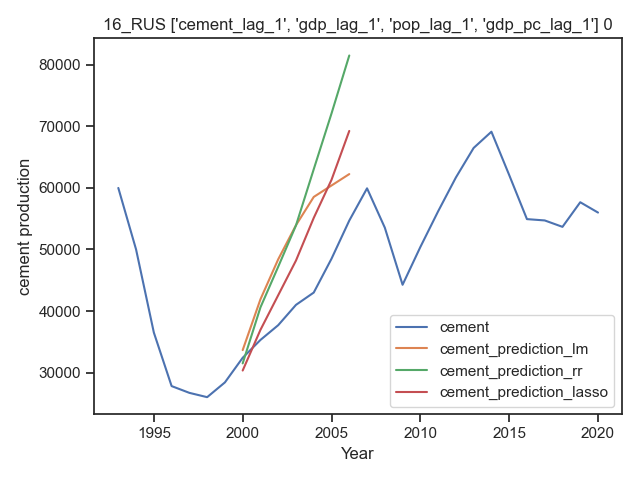 16_RUS ['cement_lag_1', 'gdp_lag_1', 'pop_lag_1', 'gdp_pc_lag_1'] 0
80000
70000
60000
50000
40000
30000
cement production
cement
cement_prediction_lm
cement_prediction_rr
cement_prediction_lasso
1995
2000
2005
2010
2015
2020
Year